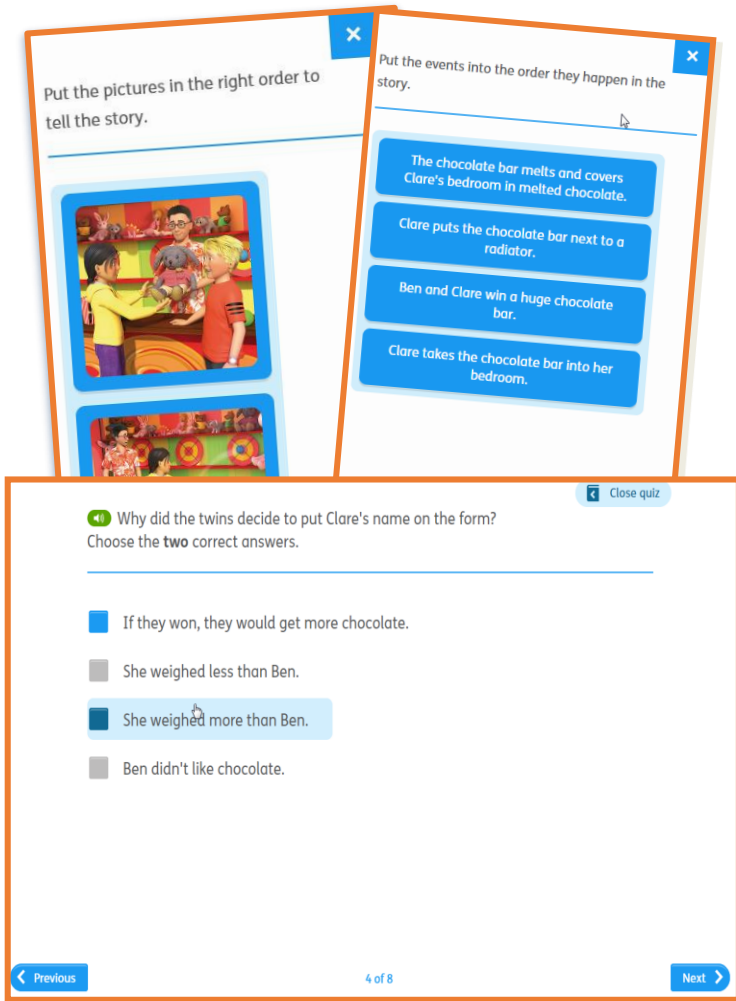 Put the pictures in the right order to
tell the story.
Put the events into the order they happen in the
story.
The chocolate bar melts and covers
Clare's bedroom in melted chocolate.
Clare puts the chocolate bar next to a
radiator.
Ben and Clare win a huge chocolate
bar.
Clare takes the chocolate bar into her
bedroom.
Close quiz
Why did the twins decide to put Clare's name on the form?
Choose the two correct answers.
If they won, they would get more chocolate.
She weighed less than Ben.
She weighed more than Ben.
Ben didn't like chocolate.
Previous
4 of 8
Next